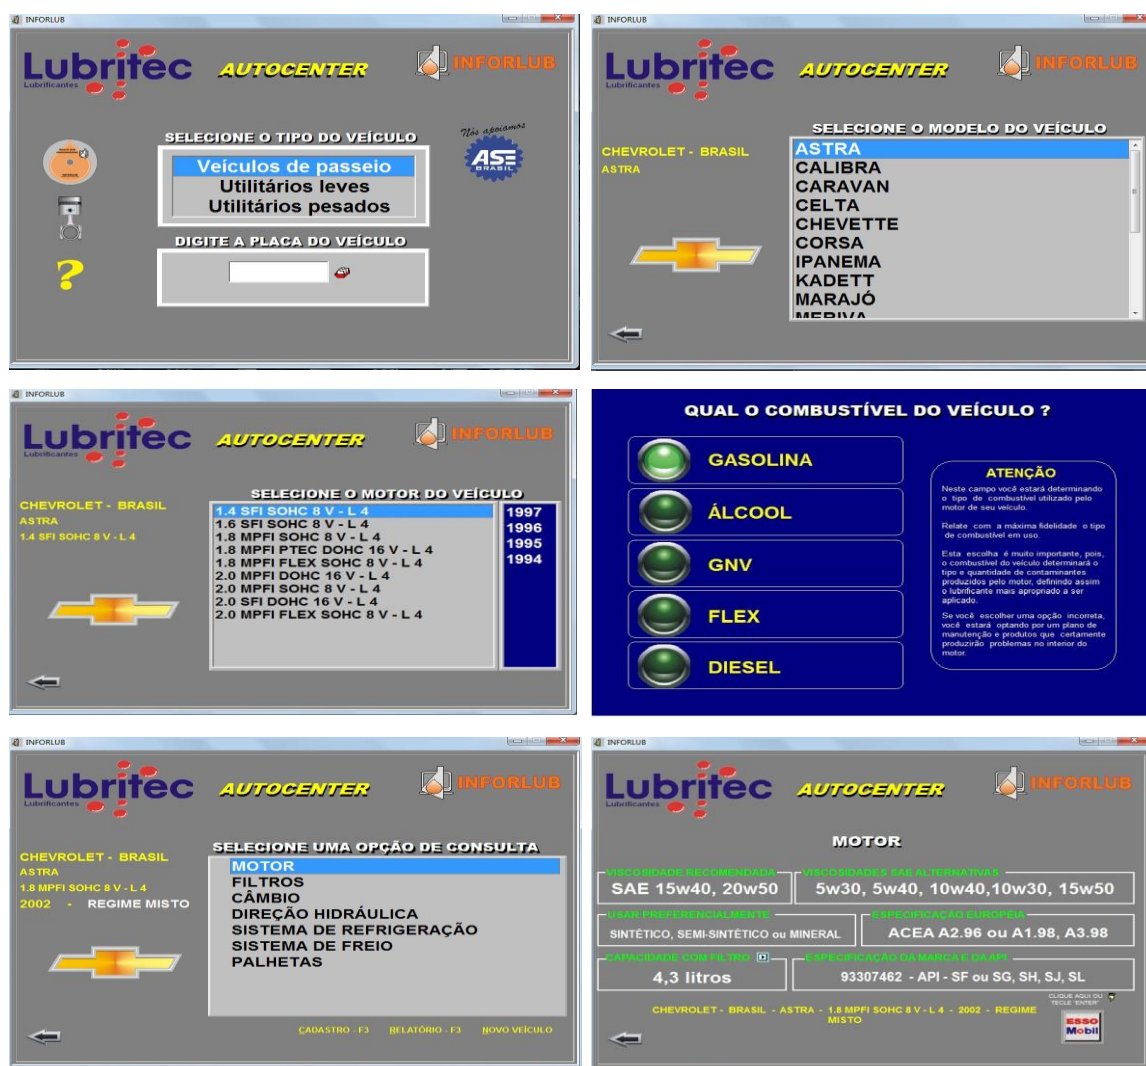 INFORLUB
Lubritec
Lubrificantes
AUTOCENTER
INFORLUB
SELECIONE O TIPO DO VEÍCULO
Veículos de passeio
Utilitários leves
Utilitários pesados
Nós apoiamos
ASE
BRASIL
?
DIGITE A PLACA DO VEÍCULO
INFORLUB
Lubritec
Lubrificantes
AUTOCENTER
INFORLUB
SELECIONE O MODELO DO VEÍCULO
CHEVROLET - BRASIL
ASTRA
ASTRA
CALIBRA
CARAVAN
CELTA
CHEVETTE
CORSA
IPANEMA
KADETT
MARAJÓ
MERIVA
INFORLUB
Lubritec
Lubrificantes
AUTOCENTER
INFORLUB
SELECIONE O MOTOR DO VEÍCULO
CHEVROLET - BRASIL
ASTRA
1.4 SFI SOHC 8 V - L 4
1.4 SFI SOHC 8 V - L 4
1.6 SFI SOHC 8 V - L 4
1.8 MPFI SOHC 8 V - L 4
1.8 MPFI PTEC DOHC 16 V - L 4
1.8 MPFI FLEX SOHC 8 V - L 4
2.0 MPFI DOHC 16 V - L 4
2.0 MPFI SOHC 8 V - L 4
2.0 SFI DOHC 16 V - L 4
2.0 MPFI FLEX SOHC 8 V - L 4
1997
1996
1995
1994
QUAL O COMBUSTÍVEL DO VEÍCULO ?
GASOLINA
ÁLCOOL
GNV
FLEX
DIESEL
ATENÇÃO
Neste campo você estará determinando
o tipo de combustível utilizado pelo
motor de seu veículo.
Relate com a máxima fidelidade o tipo
de combustível em uso.
Esta escolha é muito importante, pois,
o combustível do veículo determinará o
tipo e quantidade de contaminantes
produzidos pelo motor, definindo assim
o lubrificante mais apropriado a ser
aplicado.
Se você escolher uma opção incorreta,
você estará optando por um plano de
manutenção e produtos que certamente
produzirão problemas no interior do
motor.
INFORLUB
Lubritec
Lubrificantes
AUTOCENTER
INFORLUB
SELECIONE UMA OPÇÃO DE CONSULTA
CHEVROLET - BRASIL
ASTRA
1.8 MPFI SOHC 8 V - L 4
2002 - REGIME MISTO
MOTOR
FILTROS
CÂMBIO
DIREÇÃO HIDRÁULICA
SISTEMA DE REFRIGERAÇÃO
SISTEMA DE FREIO
PALHETAS
CADASTRO - F3 RELATÓRIO - F3 NOVO VEÍCULO
INFORLUB
Lubritec
Lubrificantes
AUTOCENTER
INFORLUB
MOTOR
VISCOSIDADE RECOMENDADA
SAE 15w40, 20w50
VISCOSIDADES SAE ALTERNATIVAS
5w30, 5w40, 10w40,10w30, 15w50
USAR PREFERENCIALMENTE
SINTÉTICO, SEMI-SINTÉTICO ou MINERAL
ESPECIFICAÇÃO EUROPÉIA
ACEA A2.96 ou A1.98, A3.98
CAPACIDADE COM FILTRO
4,3 litros
ESPECIFICAÇÃO DA MARCA E DA API
93307462 - API - SF ou SG, SH, SJ, SL
CHEVROLET - BRASIL - ASTRA - 1.8 MPFI SOHC 8 V - L 4 - 2002 - REGIME
MISTO
CLIQUE AQUI OU
TECLE 'ENTER'
ESSO
Mobil